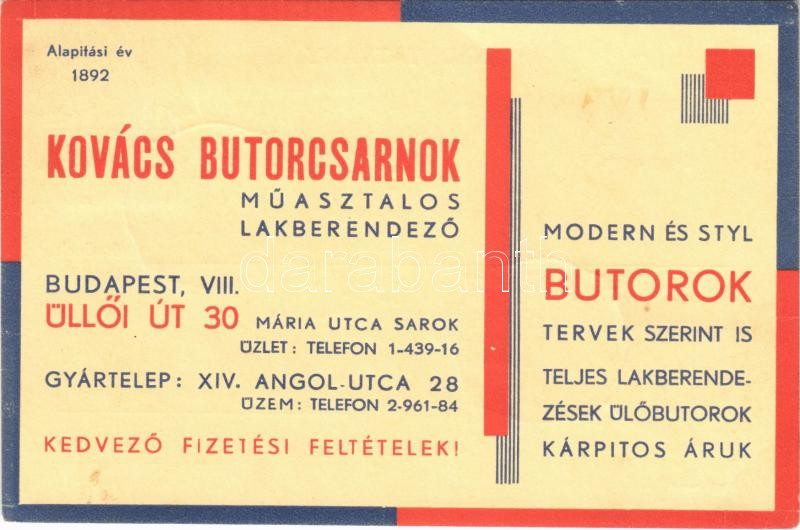 Alapitási év
1892
KOVÁCS BUTORCSARNOK
MŰASZTALOS
LAKBERENDEZŐ
BUDAPEST, VIII.
ÜLLŐI ÚT 30 MÁRIA UTCA SAROK
ÜZLET: TELEFON 1-439-16
GYÁRTELEP: XIV. ANGOL-UTCA 28
ÜZEM: TELEFON 2-961-84
KEDVEZŐ FIZETÉSI FELTÉTELEK!
MODERN ÉS STYL
BUTOROK
TERVEK SZERINT IS
TELJES LAKBERENDE-
ZÉSEK ÜLŐBUTOROK
KÁRPITOS ÁRUK
darabanth